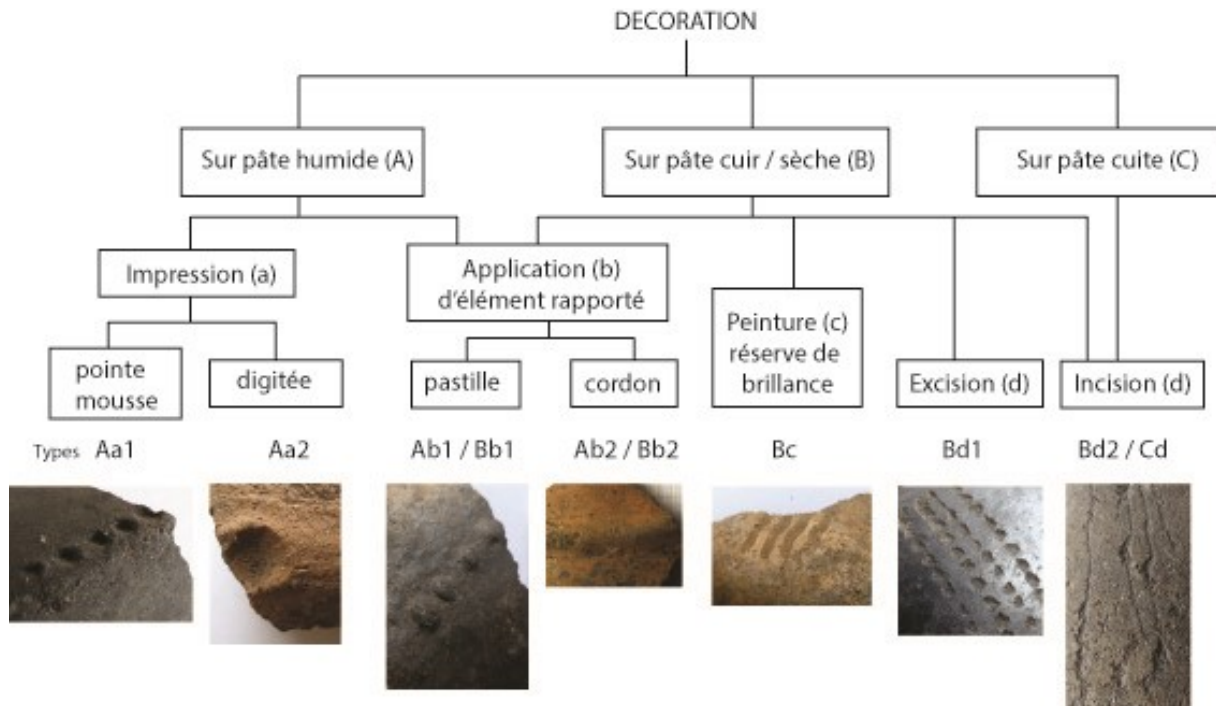 DECORATION
Sur pâte humide (A)
Sur pâte cuir / sèche (B)
Sur pâte cuite (C)
Impression (a)
Application (b)
d'élément rapporté
Peinture (c)
réserve de
brillance
pointe
mousse
digitée
pastille
cordon
Excision (d)
Incision (d)
Types Aa1
Aa2
Ab1 / Bb1
Ab2 / Bb2
Bc
Bd1
Bd2 / Cd